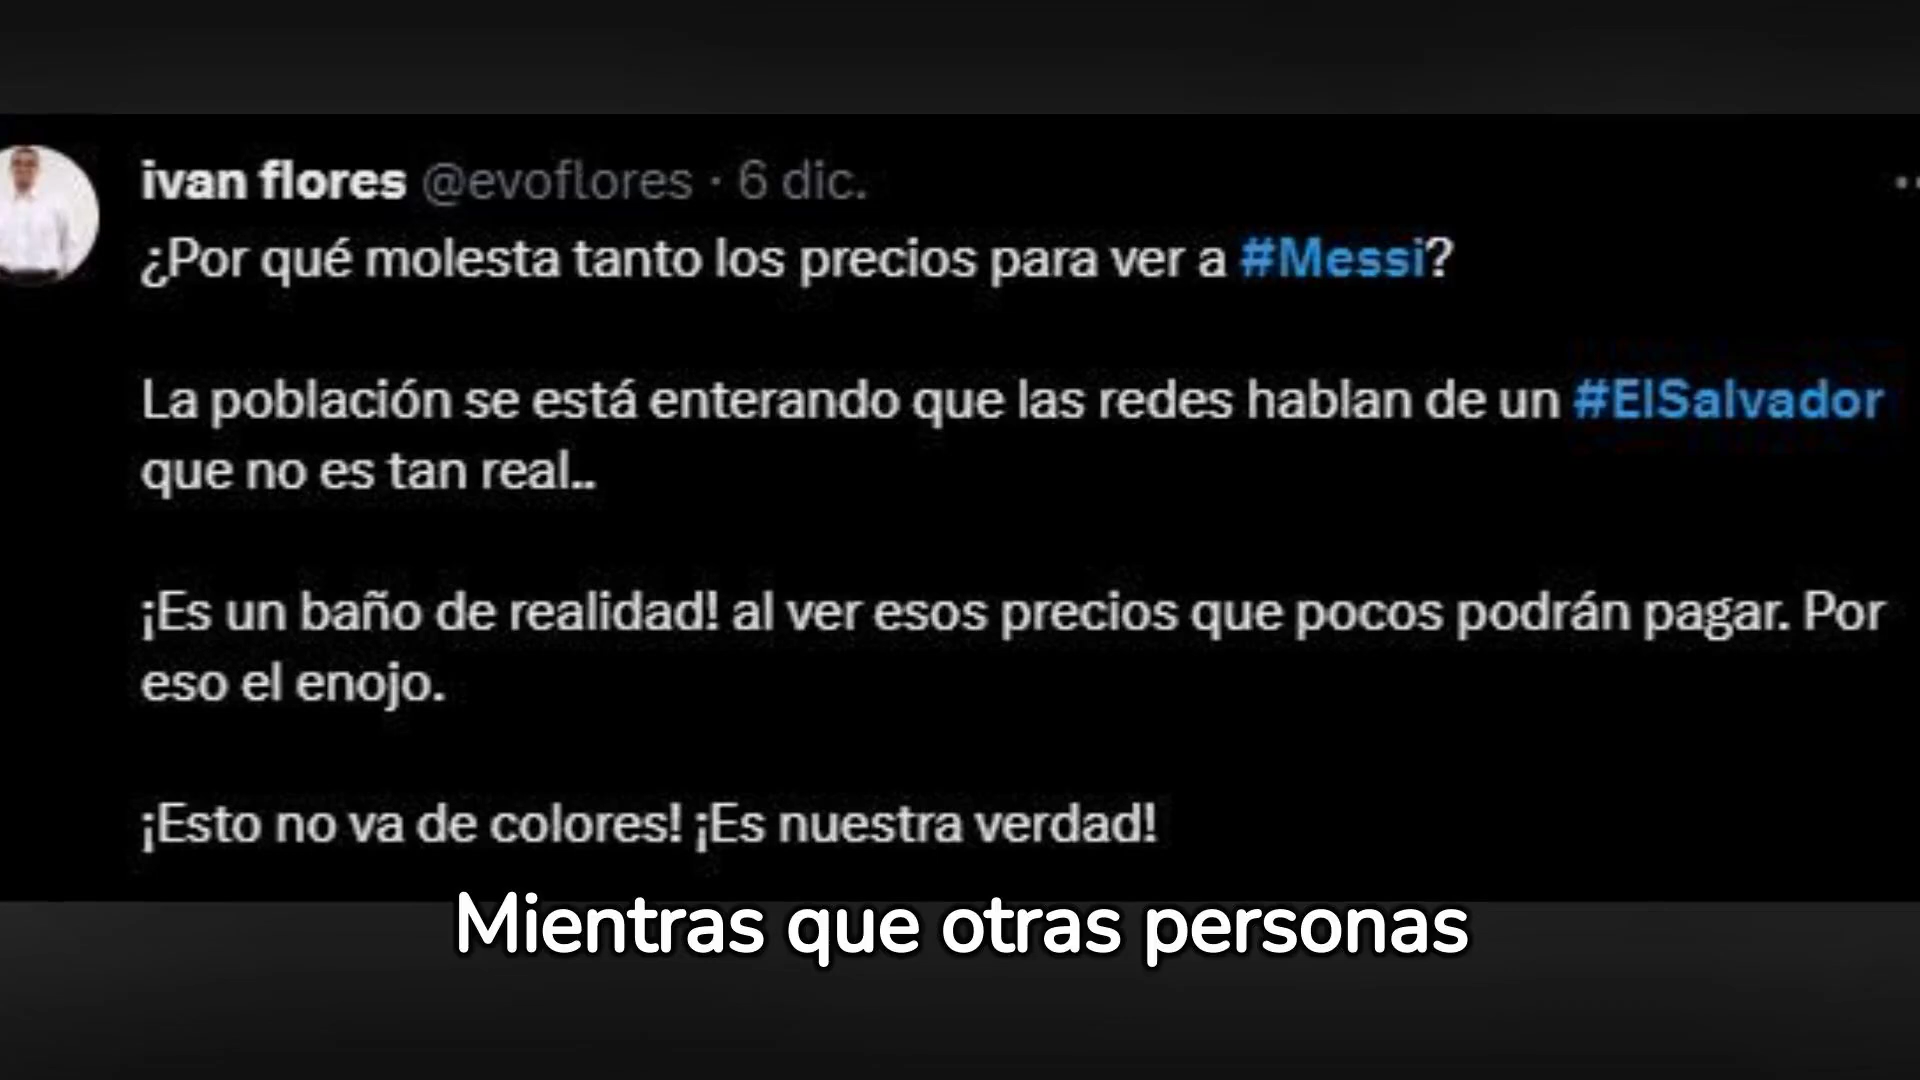 ivan flores @evoflores · 6 dic.
¿Por qué molesta tanto los precios para ver a #Messi?
La población se está enterando que las redes hablan de un #ElSalvador
que no es tan real..
¡Es un baño de realidad! al ver esos precios que pocos podrán pagar. Por
eso el enojo.
¡Esto no va de colores! ¡Es nuestra verdad!
Mientras que otras personas